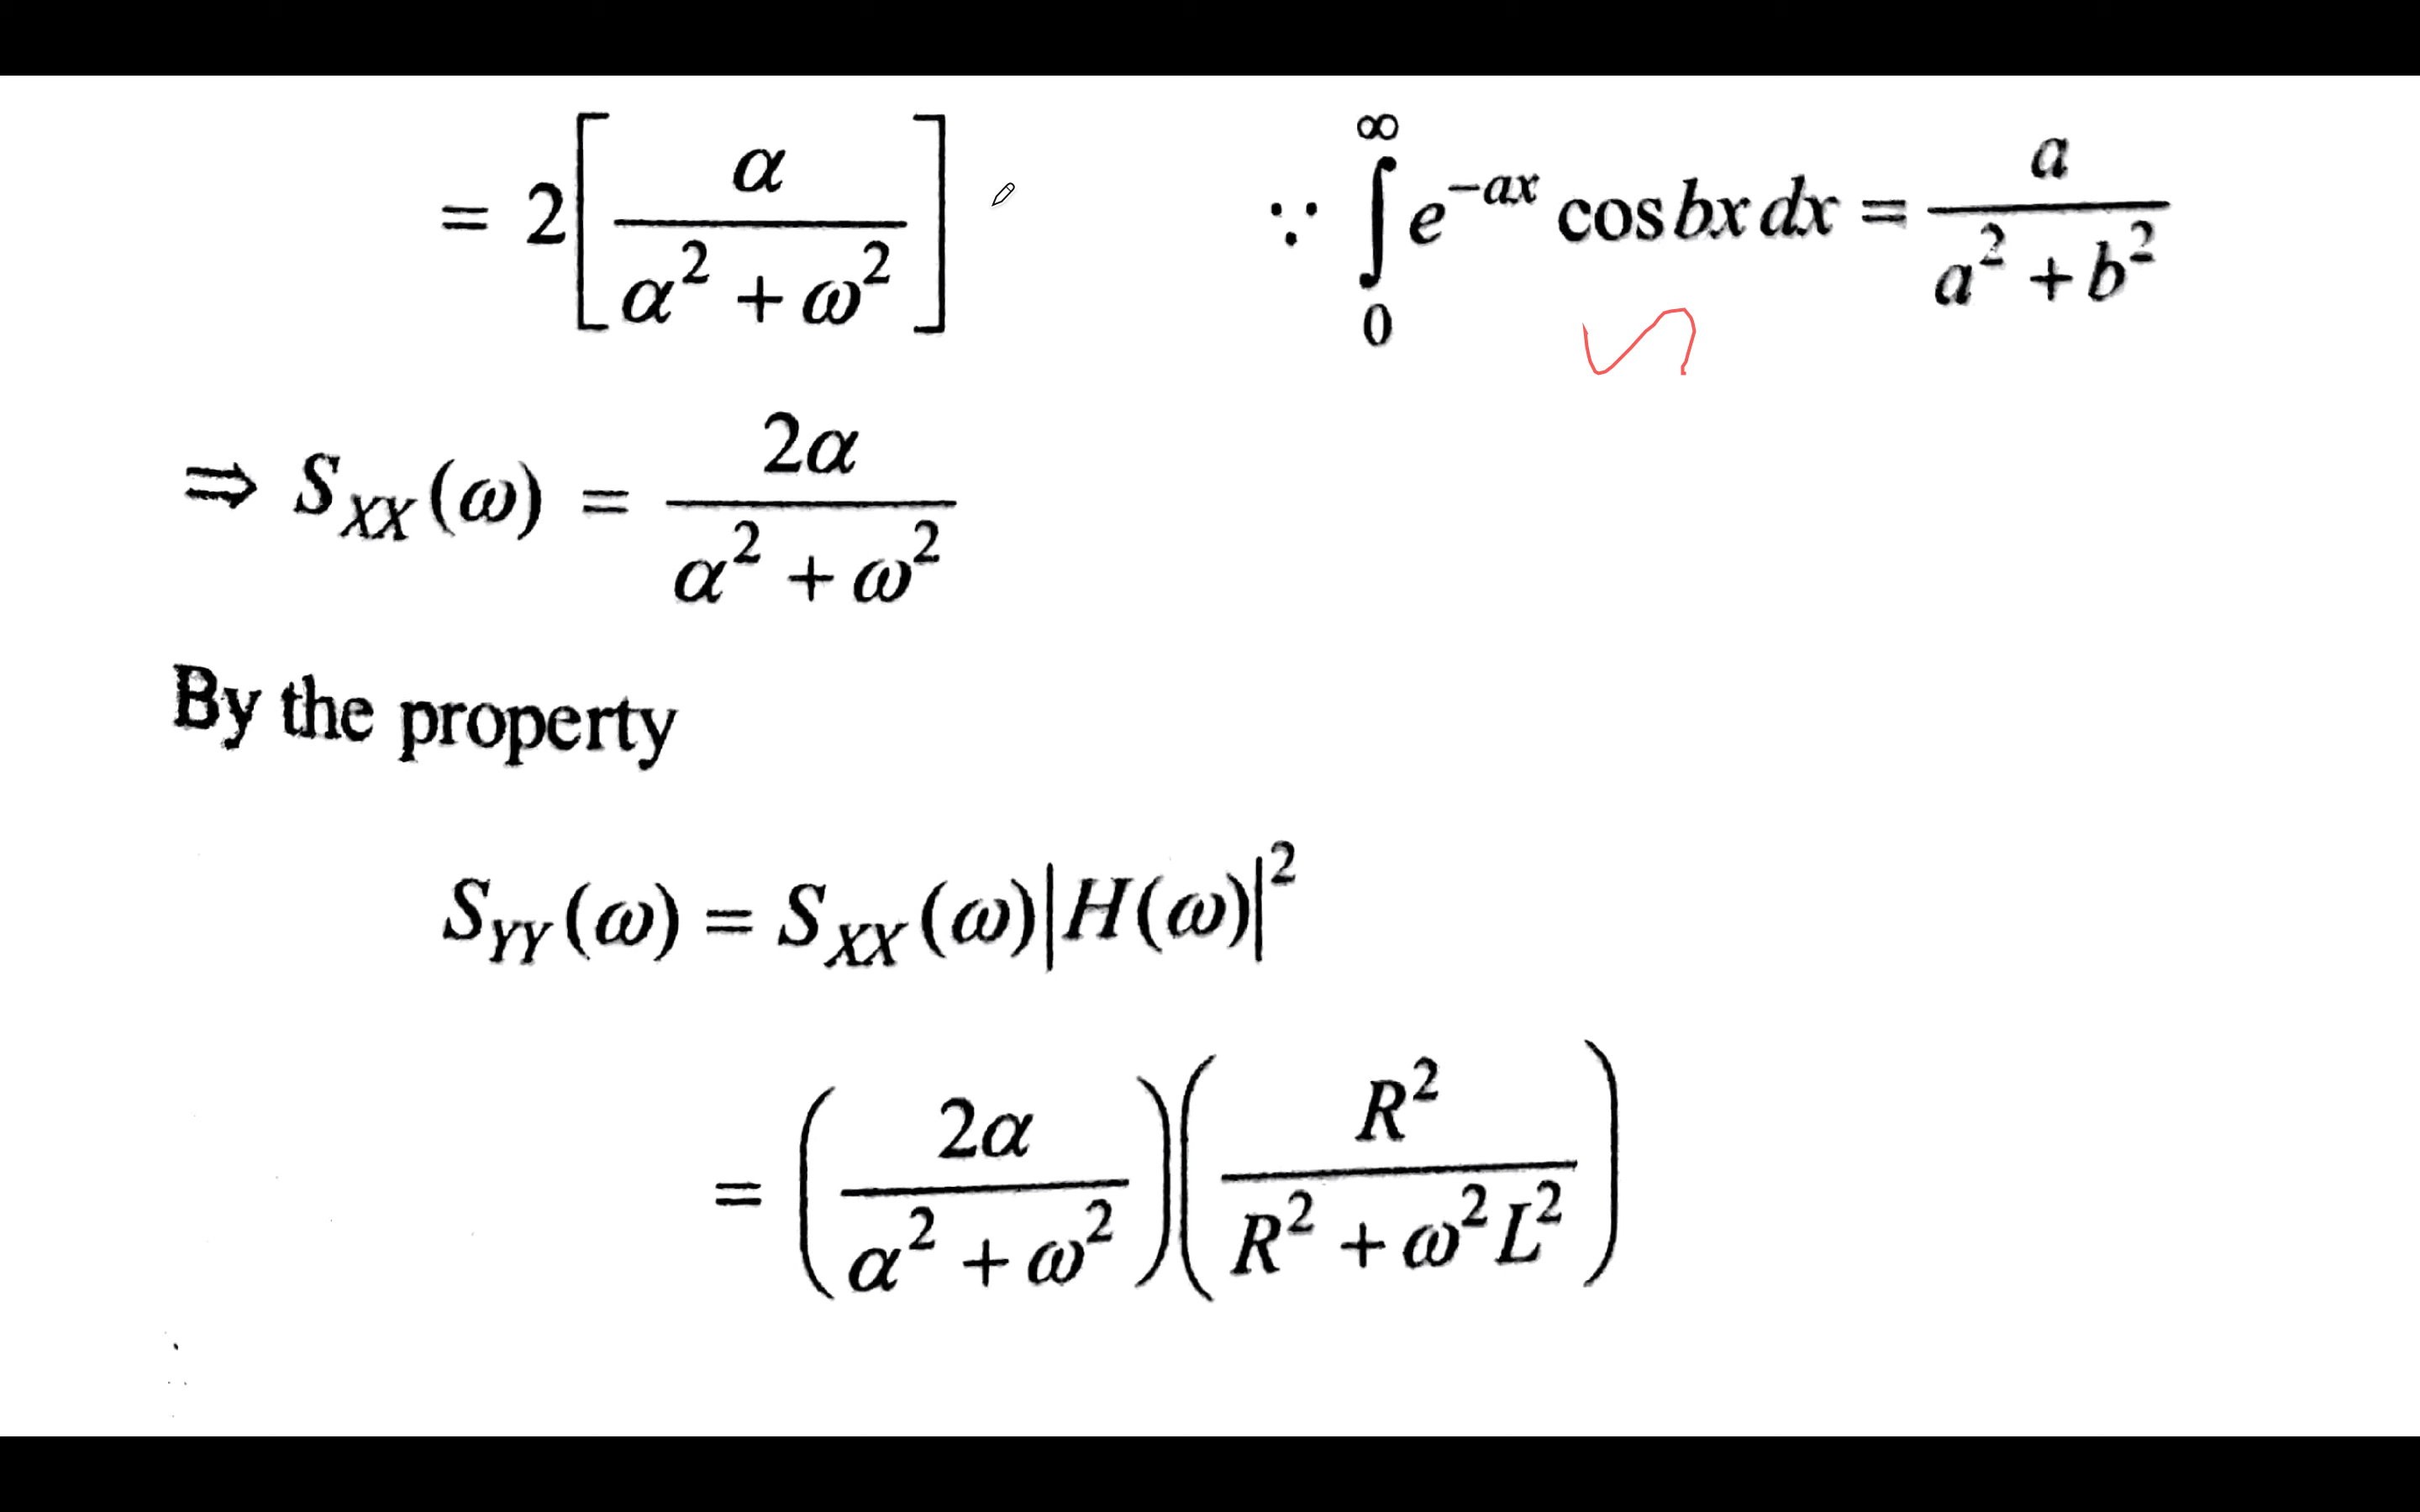 = 2[α/(α² + ω²)]   ∵ ∫₀^∞ e^(−ax) cos bx dx = a/(a² + b²)
⇒ S_XX(ω) = 2α/(α² + ω²)
By the property
S_YY(ω) = S_XX(ω)|H(ω)|²
= (2α/(α² + ω²))(R²/(R² + ω²L²))